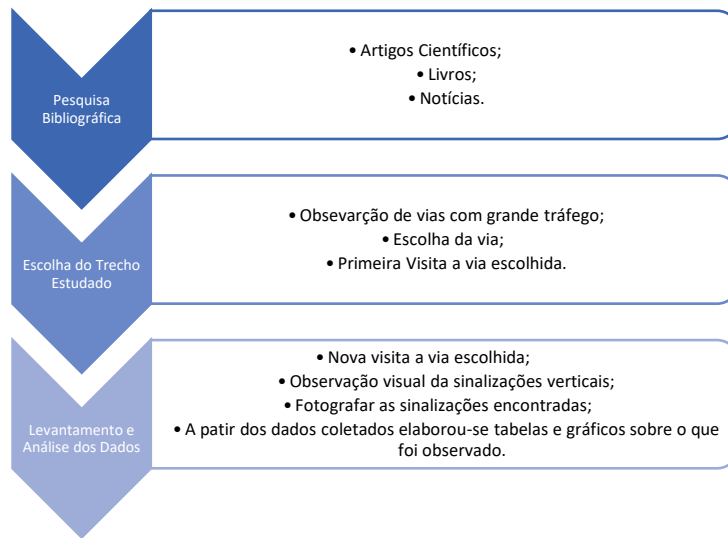 Pesquisa
Bibliográfica
• Artigos Científicos;
• Livros;
• Notícias.
Escolha do Trecho
Estudado
• Obsevarção de vias com grande tráfego;
• Escolha da via;
• Primeira Visita a via escolhida.
Levantamento e
Análise dos Dados
• Nova visita a via escolhida;
• Observação visual da sinalizações verticais;
• Fotografar as sinalizações encontradas;
• A patir dos dados coletados elaborou-se tabelas e gráficos sobre o que
foi observado.